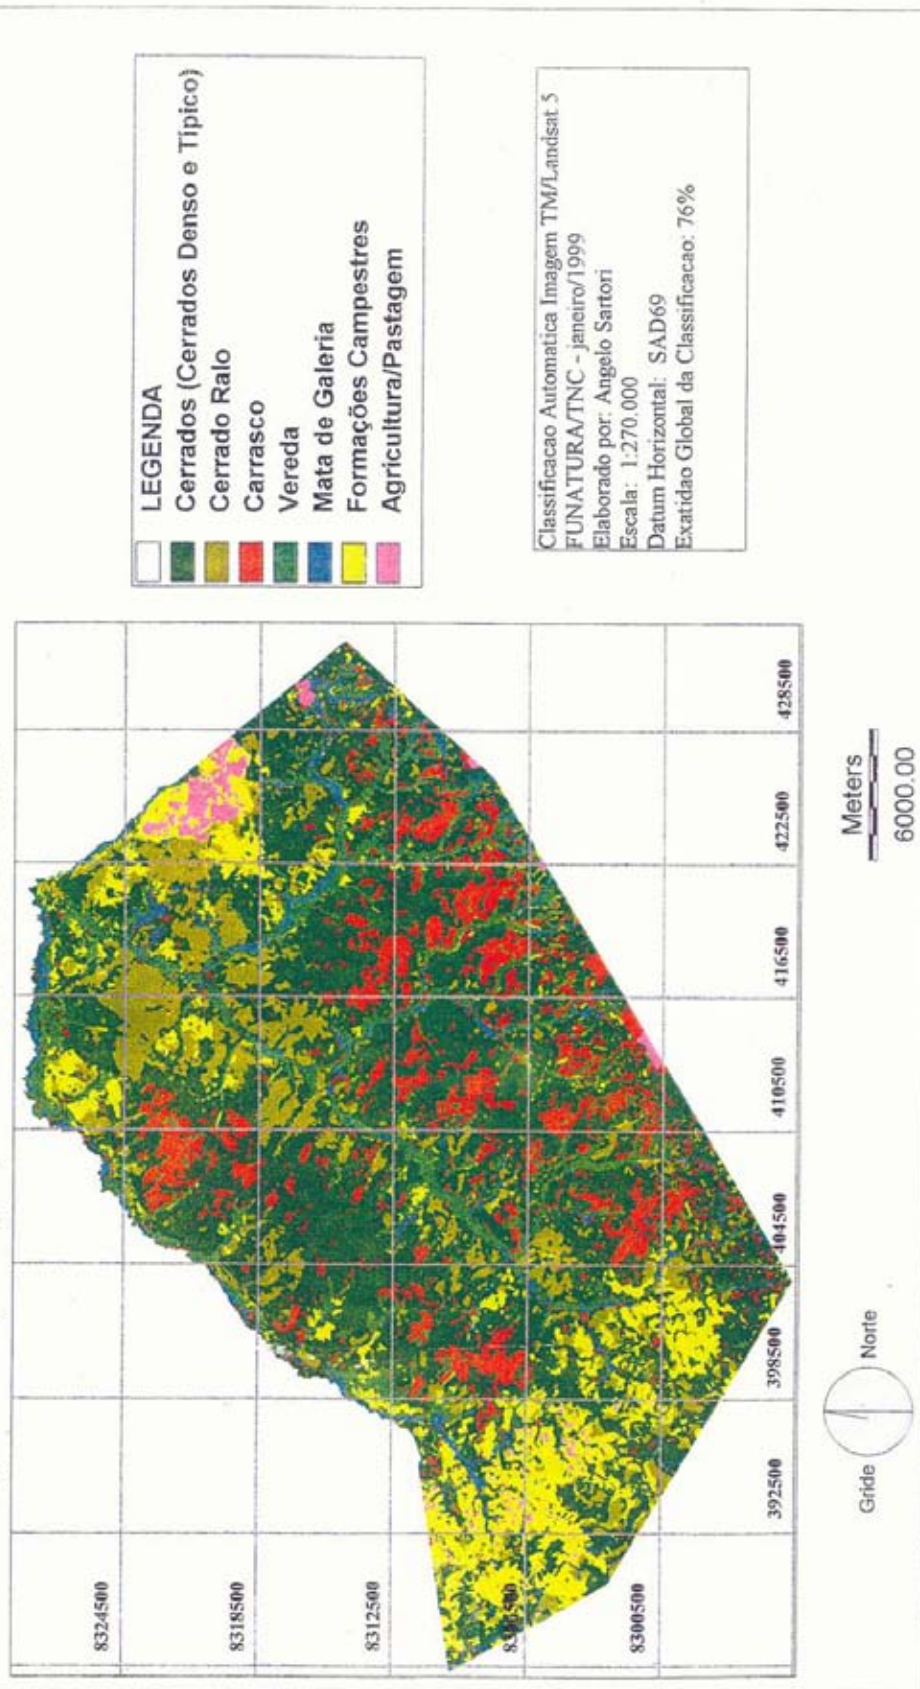 LEGENDA
Cerrados (Cerrados Denso e Típico)
Cerrado Ralo
Carrasco
Vereda
Mata de Galeria
Formações Campestres
Agricultura/Pastagem
Classificacao Automatica Imagem TM/Landsat 5
FUNATURA/TNC - janeiro/1999
Elaborado por: Angelo Sartori
Escala: 1:270.000
Datum Horizontal: SAD69
Exatidao Global da Classificacao: 76%
8324500
8318500
8312500
8300500
392500
398500
404500
410500
416500
422500
428500
Gride
Norte
Meters
6000.00